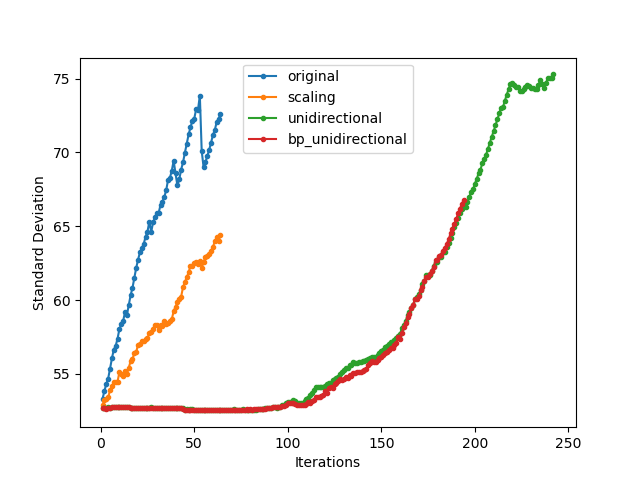 original
scaling
unidirectional
bp_unidirectional
75
70
65
60
55
Standard Deviation
0 50 100 150 200 250
Iterations